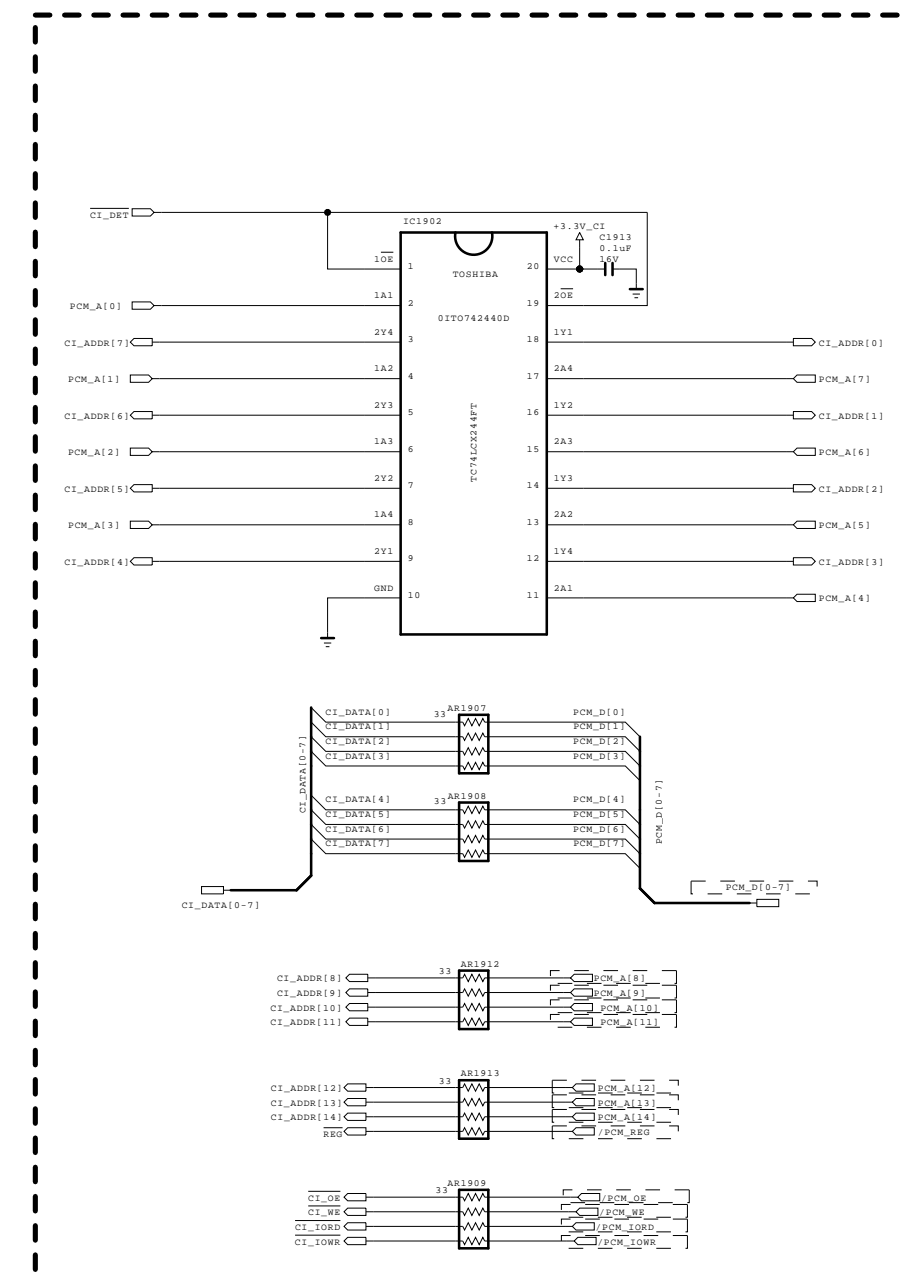 CI_DET
IC1902
+3.3V_CI
C1913
0.1uF
16V
1OE 1 TOSHIBA 20 VCC
PCM_A[0] 1A1 2 19 2OE
0ITO742440D
CI_ADDR[7] 2Y4 3 18 1Y1 CI_ADDR[0]
PCM_A[1] 1A2 4 17 2A4 PCM_A[7]
CI_ADDR[6] 2Y3 5 16 1Y2 CI_ADDR[1]
TC74LCX244FT
PCM_A[2] 1A3 6 15 2A3 PCM_A[6]
CI_ADDR[5] 2Y2 7 14 1Y3 CI_ADDR[2]
PCM_A[3] 1A4 8 13 2A2 PCM_A[5]
CI_ADDR[4] 2Y1 9 12 1Y4 CI_ADDR[3]
GND 10 11 2A1 PCM_A[4]
AR1907
CI_DATA[0] 33 PCM_D[0]
CI_DATA[1] PCM_D[1]
CI_DATA[2] PCM_D[2]
CI_DATA[3] PCM_D[3]
CI_DATA[0-7]
PCM_D[0-7]
AR1908
CI_DATA[4] 33 PCM_D[4]
CI_DATA[5] PCM_D[5]
CI_DATA[6] PCM_D[6]
CI_DATA[7] PCM_D[7]
PCM_D[0-7]
CI_DATA[0-7]
AR1912
33
CI_ADDR[8] PCM_A[8]
CI_ADDR[9] PCM_A[9]
CI_ADDR[10] PCM_A[10]
CI_ADDR[11] PCM_A[11]
AR1913
33
CI_ADDR[12] PCM_A[12]
CI_ADDR[13] PCM_A[13]
CI_ADDR[14] PCM_A[14]
REG /PCM_REG
AR1909
33
CI_OE /PCM_OE
CI_WE /PCM_WE
CI_IORD /PCM_IORD
CI_IOWR /PCM_IOWR